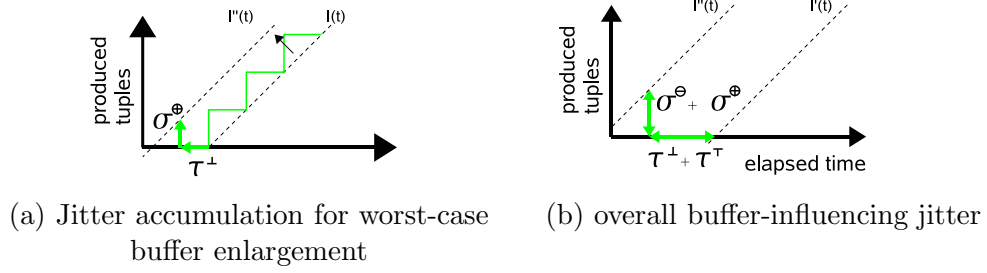 I''(t) I(t)
produced
tuples
σ⊕
τ⊥
(a) Jitter accumulation for worst-case
buffer enlargement
I''(t) I'(t)
produced
tuples
σ⊖ + σ⊕
τ⊥ + τ⊤
elapsed time
(b) overall buffer-influencing jitter